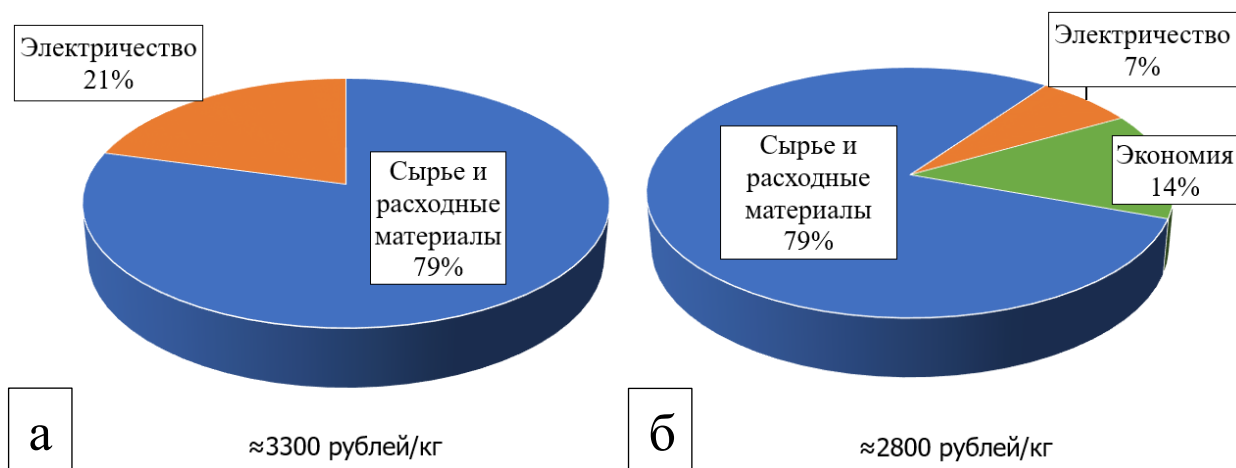 Электричество
21%
Сырье и
расходные
материалы
79%
а
≈3300 рублей/кг
Электричество
7%
Экономия
14%
Сырье и
расходные
материалы
79%
б
≈2800 рублей/кг